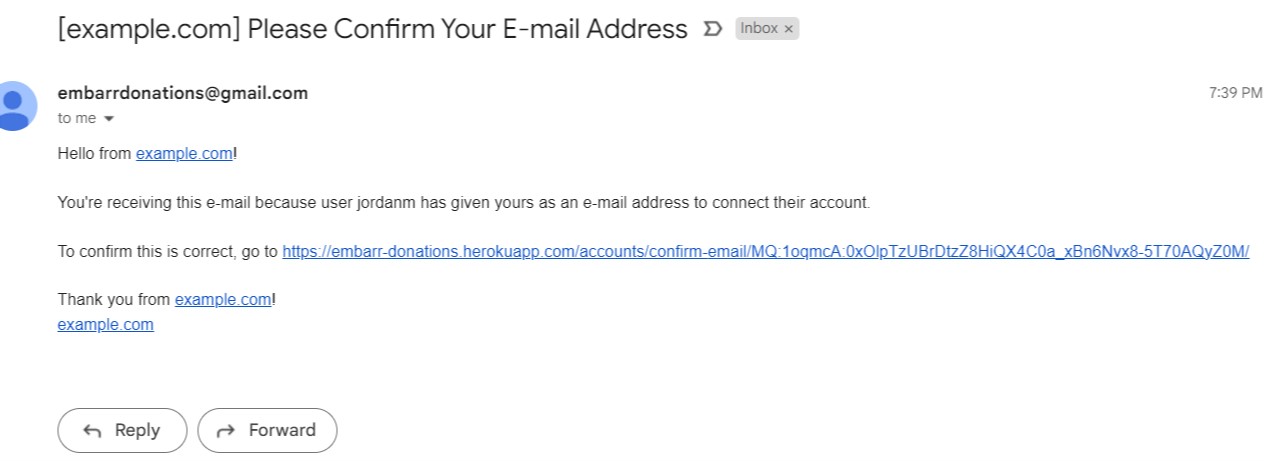 [example.com] Please Confirm Your E-mail Address Inbox ×
embarrdonations@gmail.com 7:39 PM
to me
Hello from example.com!
You're receiving this e-mail because user jordanm has given yours as an e-mail address to connect their account.
To confirm this is correct, go to https://embarr-donations.herokuapp.com/accounts/confirm-email/MQ:1oqmcA:0xOlpTzUBrDtzZ8HiQX4C0a_xBn6Nvx8-5T70AQyZ0M/
Thank you from example.com!
example.com
Reply Forward